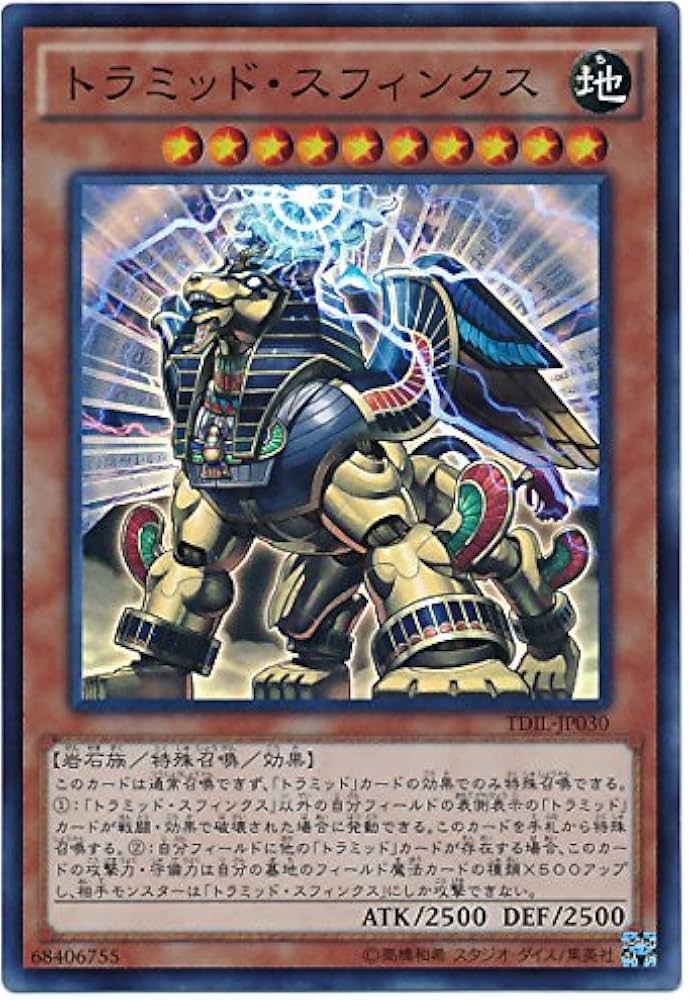 トラミッド・スフィンクス
地
TDIL-JP030
【岩石族／特殊召喚／効果】
このカードは通常召喚できず、「トラミッド」カードの効果でのみ特殊召喚できる。
①：「トラミッド・スフィンクス」以外の自分フィールドの表側表示の「トラミッド」
カードが戦闘・効果で破壊された場合に発動できる。このカードを手札から特殊
召喚する。②：自分フィールドに他の「トラミッド」カードが存在する場合、このカー
ドの攻撃力・守備力は自分の墓地のフィールド魔法カードの種類×５００アップ
し、相手モンスターは「トラミッド・スフィンクス」にしか攻撃できない。
ATK/2500 DEF/2500
68406755
©高橋和希 スタジオ・ダイス/集英社